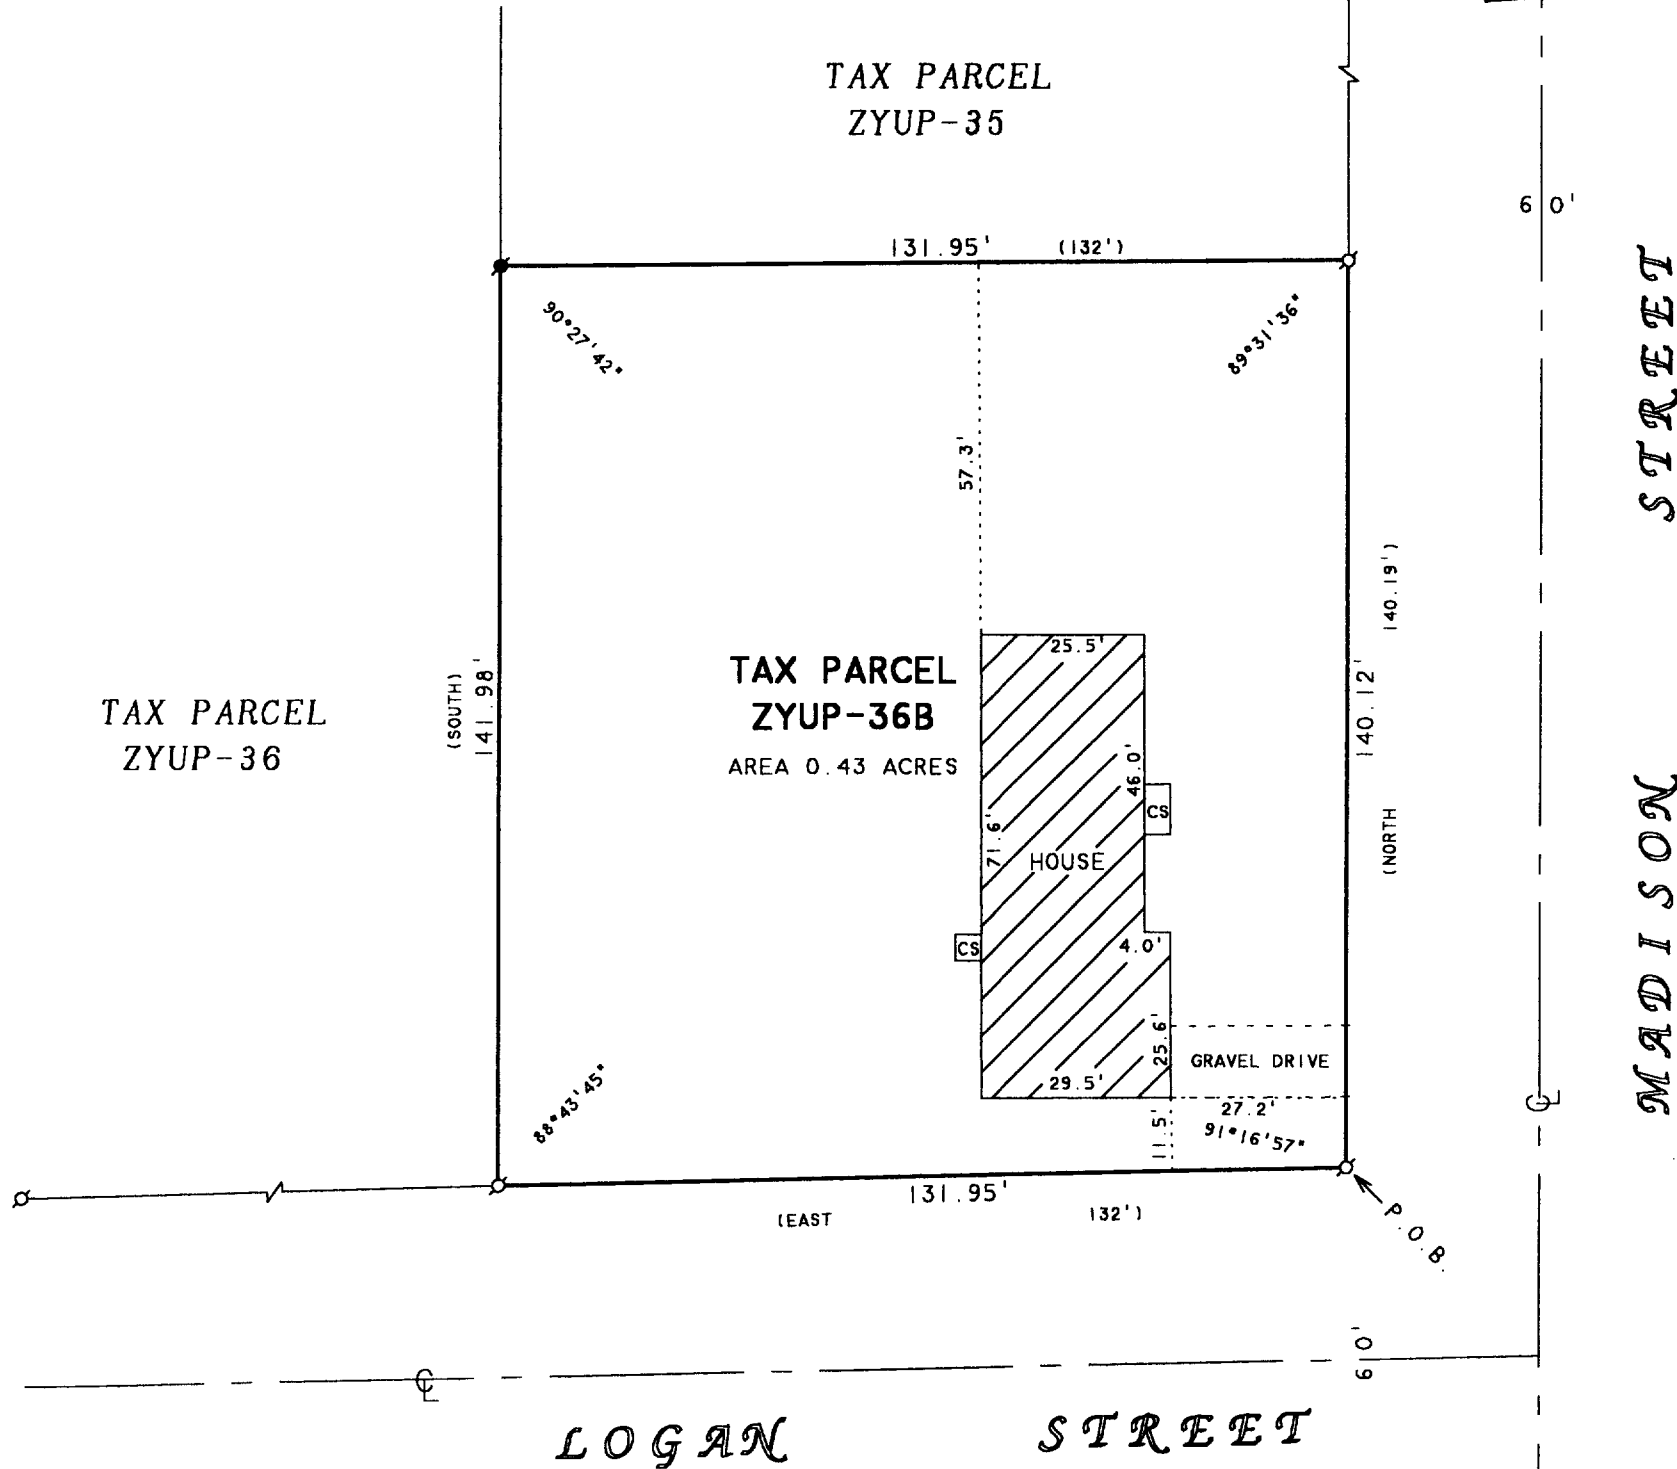 TAX PARCEL
ZYUP-35
60'
131.95' (132')
90°27'42"
89°31'36"
57.3'
STREET
140.19')
25.5'
TAX PARCEL
ZYUP-36B
AREA 0.43 ACRES
(SOUTH)
141.98'
140.12'
TAX PARCEL
ZYUP-36
46.0'
CS
71.6'
HOUSE
(NORTH
MADISON
CS
4.0'
25.6'
GRAVEL DRIVE
29.5'
27.2'
91°16'57"
11.5'
88°43'45"
CL
131.95'
(EAST 132')
P.O.B.
60'
CL
LOGAN STREET